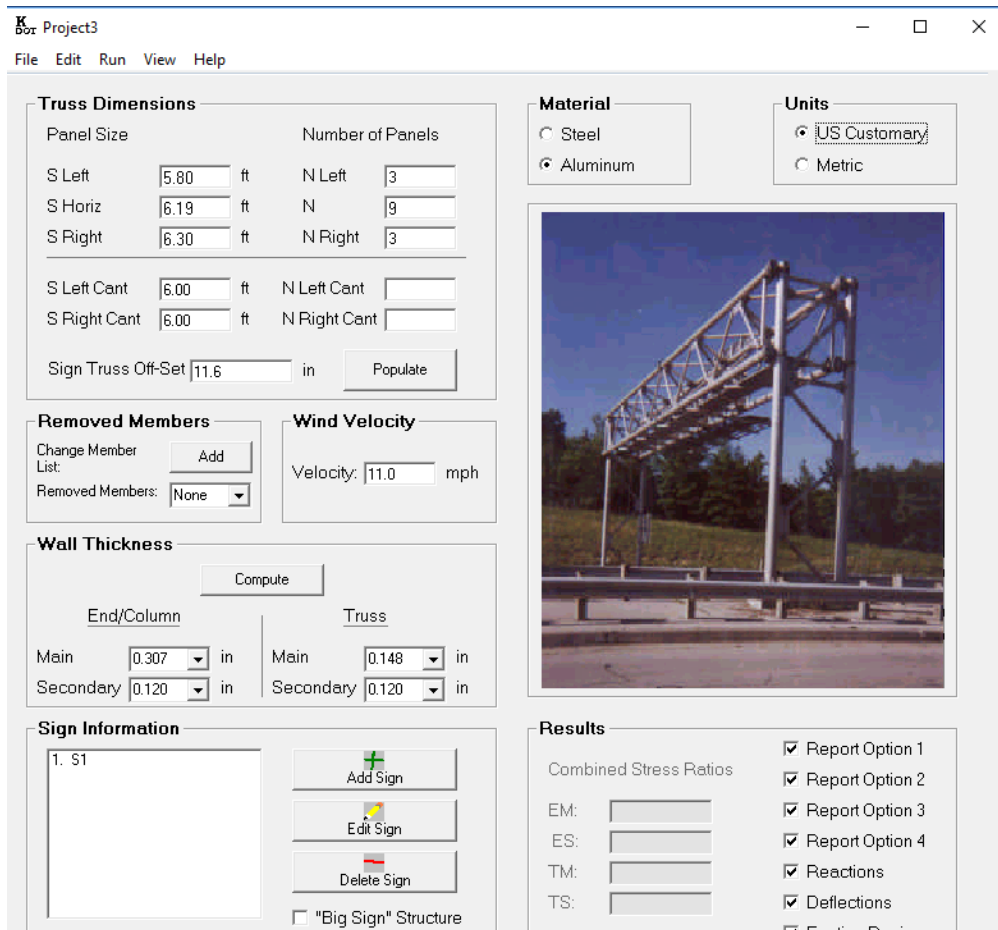 KDOT Project3
File Edit Run View Help
Truss Dimensions
Panel Size Number of Panels
S Left 5.80 ft N Left 3
S Horiz 6.19 ft N 9
S Right 6.30 ft N Right 3
S Left Cant 6.00 ft N Left Cant
S Right Cant 6.00 ft N Right Cant
Sign Truss Off-Set 11.6 in Populate
Removed Members
Change Member
List:
Add
Removed Members: None
Wind Velocity
Velocity: 11.0 mph
Wall Thickness
Compute
End/Column Truss
Main 0.307 in Main 0.148 in
Secondary 0.120 in Secondary 0.120 in
Sign Information
1. S1
Add Sign
Edit Sign
Delete Sign
"Big Sign" Structure
Material
Steel
Aluminum
Units
US Customary
Metric
Results
Combined Stress Ratios
EM:
ES:
TM:
TS:
Report Option 1
Report Option 2
Report Option 3
Report Option 4
Reactions
Deflections